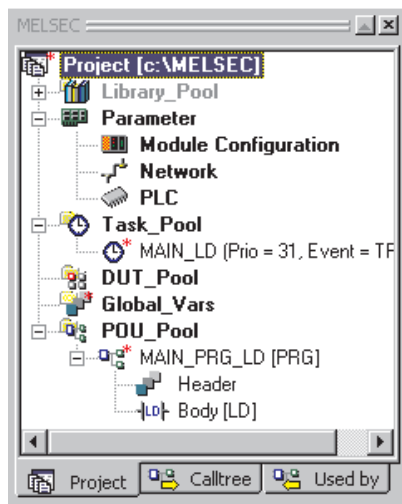 MELSEC
Project [c:\MELSEC]
Library_Pool
Parameter
Module Configuration
Network
PLC
Task_Pool
MAIN_LD (Prio = 31, Event = TF
DUT_Pool
Global_Vars
POU_Pool
MAIN_PRG_LD [PRG]
Header
LD Body [LD]
Project Calltree Used by